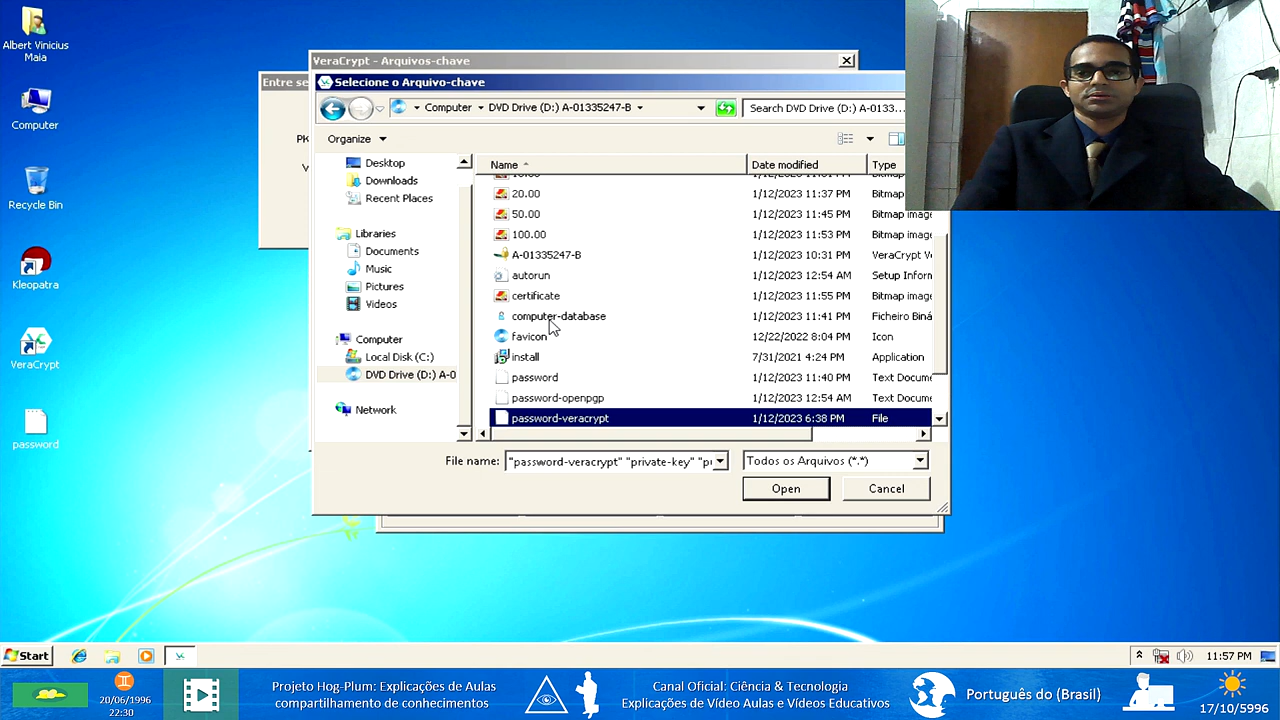 Albert Vinicius
Maia
Computer
Recycle Bin
Kleopatra
VeraCrypt
password
VeraCrypt - Arquivos-chave
Entre se
PK
V
Selecione o Arquivo-chave
Computer
DVD Drive (D:) A-01335247-B
Search DVD Drive (D:) A-0133...
Organize
Desktop
Downloads
Recent Places
Libraries
Documents
Music
Pictures
Videos
Computer
Local Disk (C:)
DVD Drive (D:) A-0
Network
Name Date modified Type
20.00 1/12/2023 11:37 PM Bitmap image
50.00 1/12/2023 11:45 PM Bitmap image
100.00 1/12/2023 11:53 PM Bitmap image
A-01335247-B 1/12/2023 10:31 PM VeraCrypt V
autorun 1/12/2023 12:54 AM Setup Inform
certificate 1/12/2023 11:55 PM Bitmap image
computer-database 1/12/2023 11:41 PM Ficheiro Biná
favicon 12/22/2022 8:04 PM Icon
install 7/31/2021 4:24 PM Application
password 1/12/2023 11:40 PM Text Docume
password-openpgp 1/12/2023 12:54 AM Text Docume
password-veracrypt 1/12/2023 6:38 PM File
File name: "password-veracrypt" "private-key" "pu
Todos os Arquivos (*.*)
Open Cancel
Start
11:57 PM
20/06/1996
22:30
Projeto Hog-Plum: Explicações de Aulas
compartilhamento de conhecimentos
Canal Oficial: Ciência & Tecnologia
Explicações de Vídeo Aulas e Vídeos Educativos
Português do (Brasil)
17/10/5996